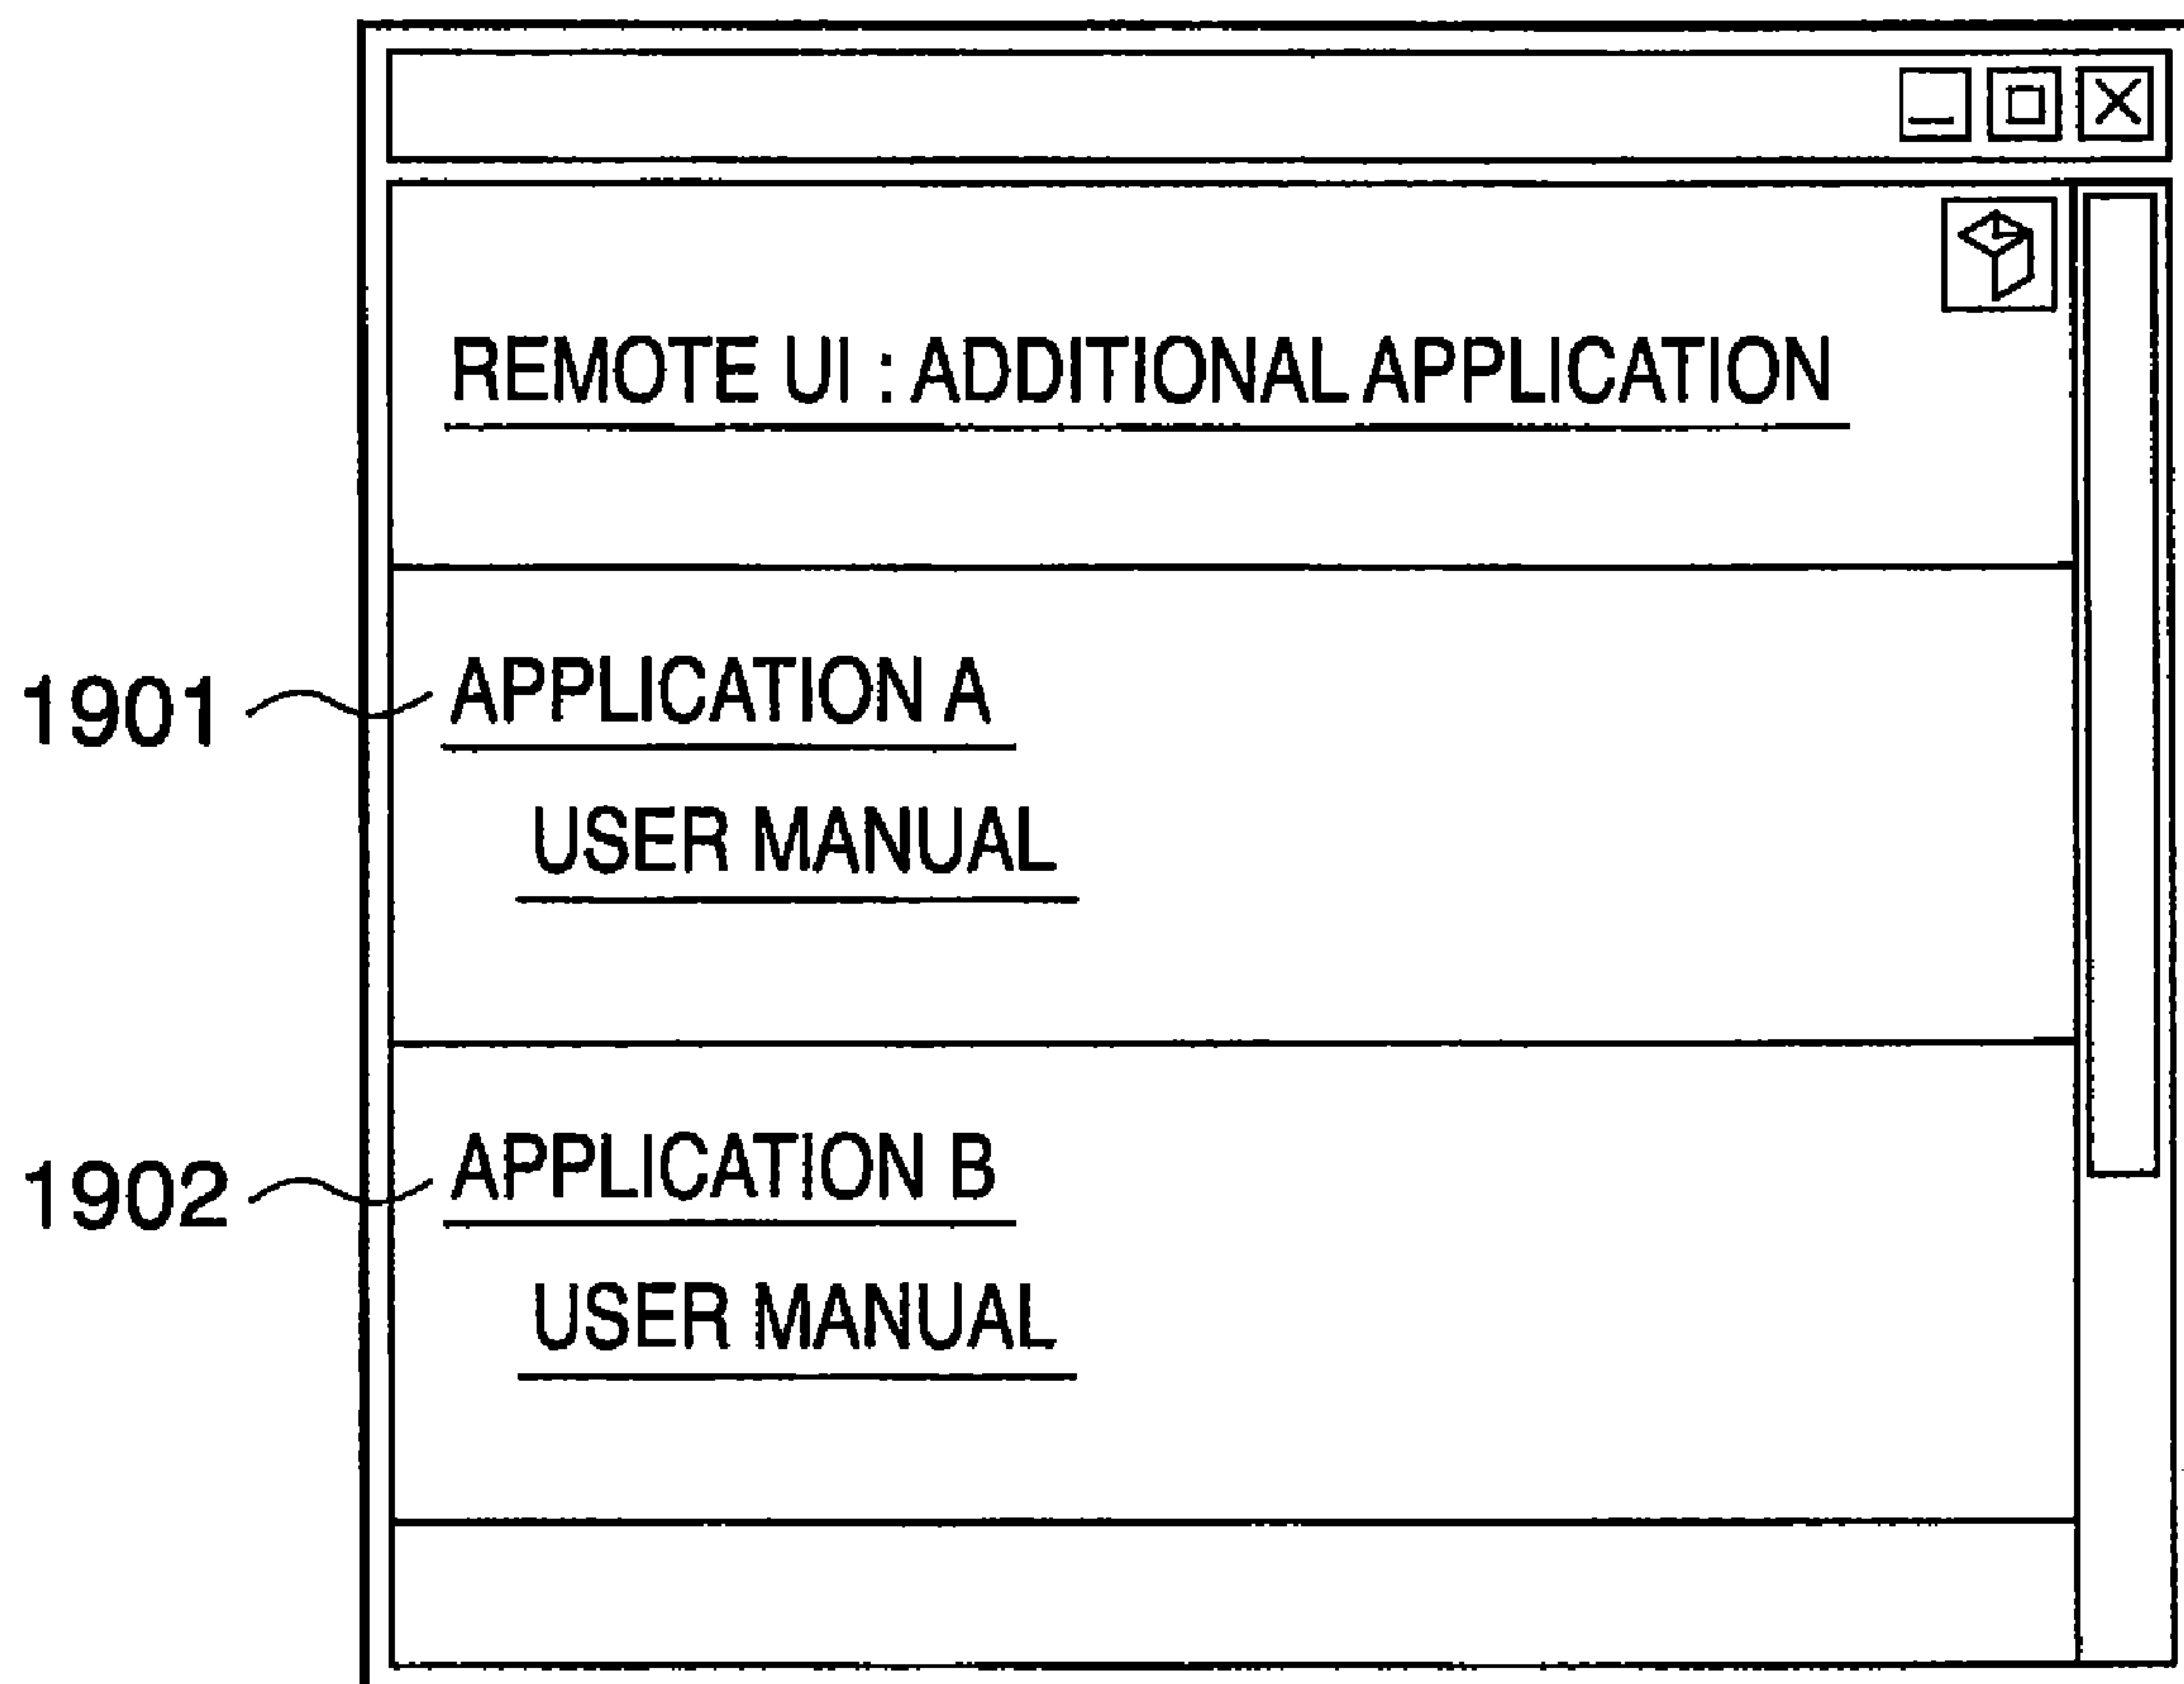 REMOTE UI : ADDITIONAL APPLICATION
1901 APPLICATION A
USER MANUAL
1902 APPLICATION B
USER MANUAL